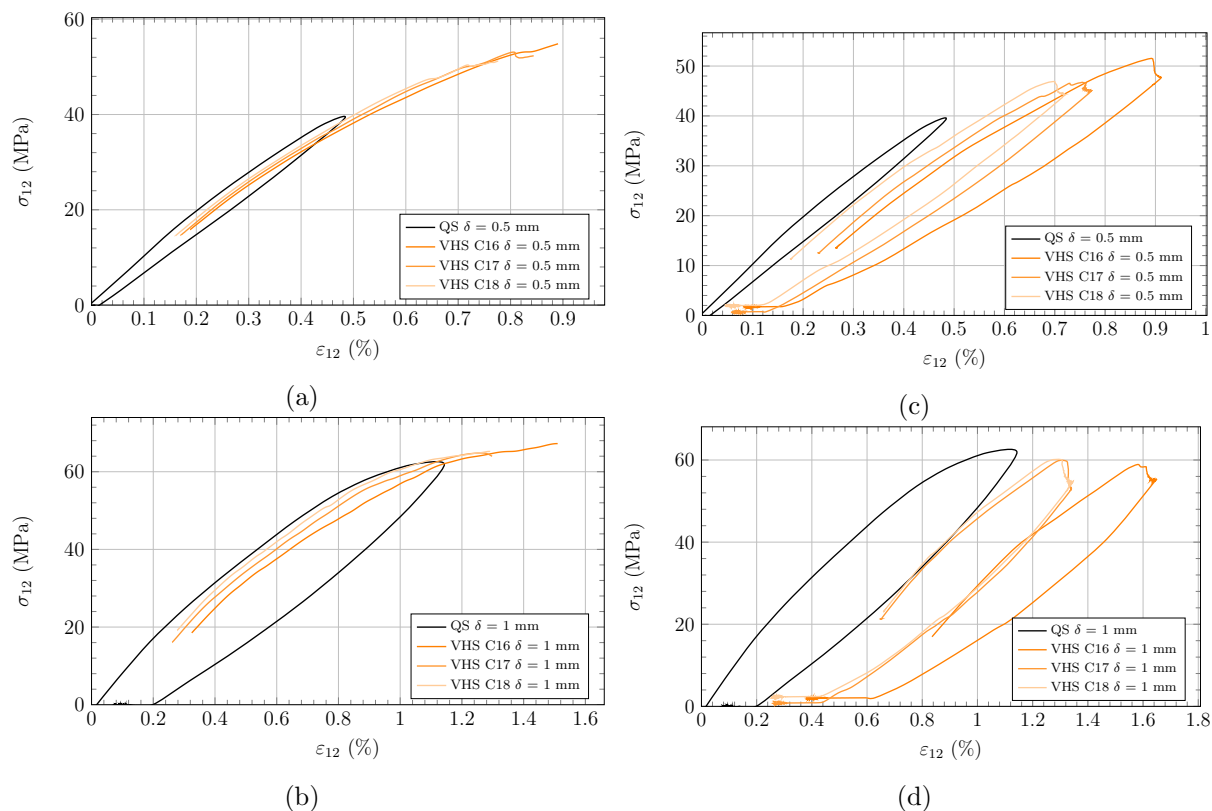 60
40
20
0
0
0.1
0.2
0.3
0.4
0.5
0.6
0.7
0.8
0.9
σ12 (MPa)
ε12 (%)
QS δ = 0.5 mm
VHS C16 δ = 0.5 mm
VHS C17 δ = 0.5 mm
VHS C18 δ = 0.5 mm
(a)
50
40
30
20
10
0
0
0.1
0.2
0.3
0.4
0.5
0.6
0.7
0.8
0.9
1
σ12 (MPa)
ε12 (%)
QS δ = 0.5 mm
VHS C16 δ = 0.5 mm
VHS C17 δ = 0.5 mm
VHS C18 δ = 0.5 mm
(c)
60
40
20
0
0
0.2
0.4
0.6
0.8
1
1.2
1.4
1.6
σ12 (MPa)
ε12 (%)
QS δ = 1 mm
VHS C16 δ = 1 mm
VHS C17 δ = 1 mm
VHS C18 δ = 1 mm
(b)
60
40
20
0
0
0.2
0.4
0.6
0.8
1
1.2
1.4
1.6
1.8
σ12 (MPa)
ε12 (%)
QS δ = 1 mm
VHS C16 δ = 1 mm
VHS C17 δ = 1 mm
VHS C18 δ = 1 mm
(d)